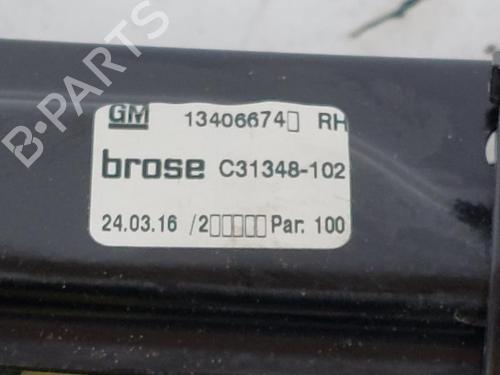 GM 13406674▯ RH
brose C31348-102
24.03.16 /2▯▯▯▯▯ Par. 100
B-PARTS